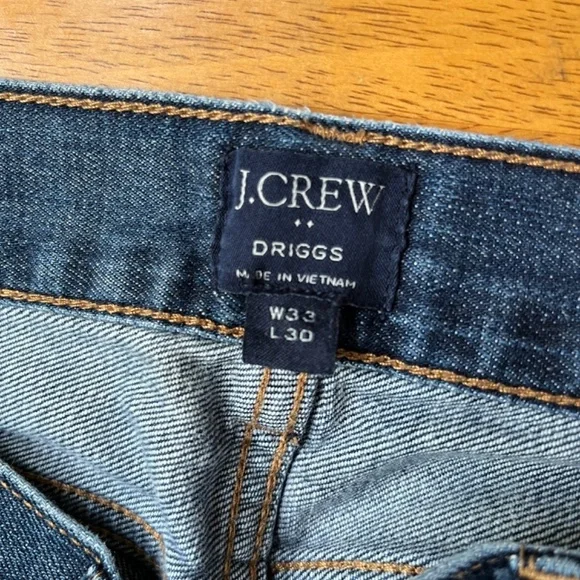 J.CREW
DRIGGS
MADE IN VIETNAM
W33
L30